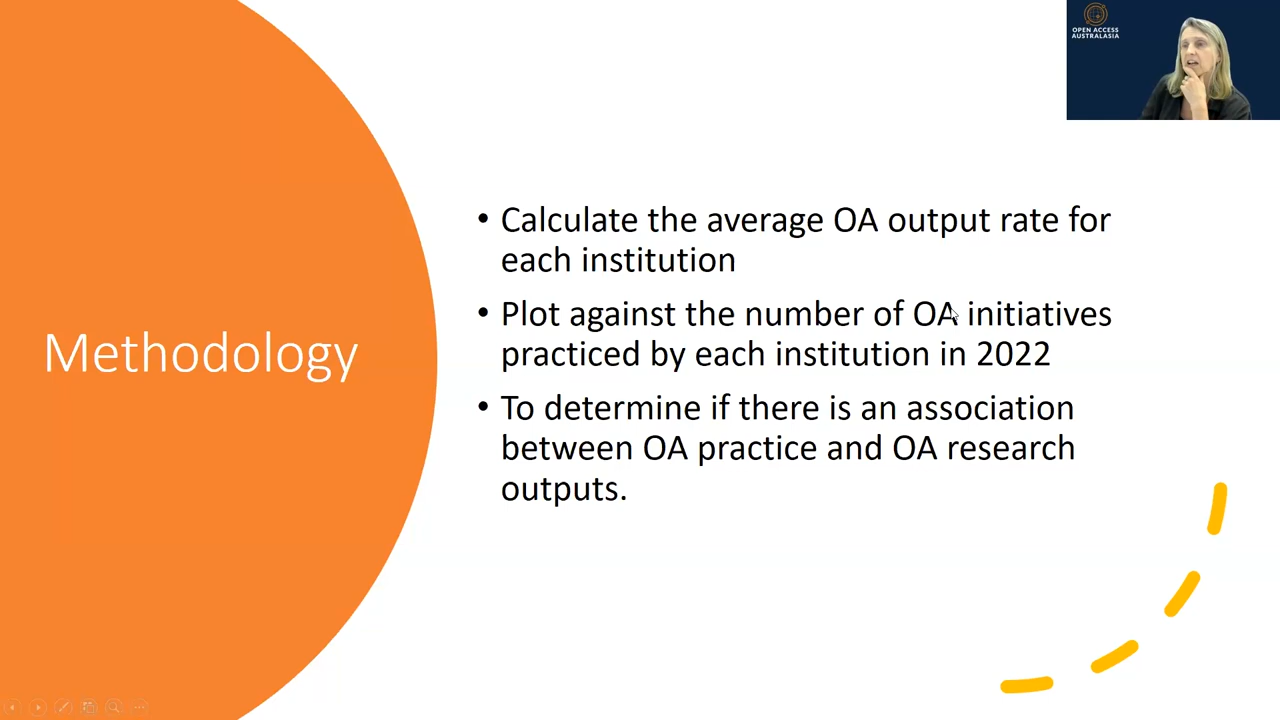 OPEN ACCESS
AUSTRALASIA
Methodology
• Calculate the average OA output rate for
each institution
• Plot against the number of OA initiatives
practiced by each institution in 2022
• To determine if there is an association
between OA practice and OA research
outputs.